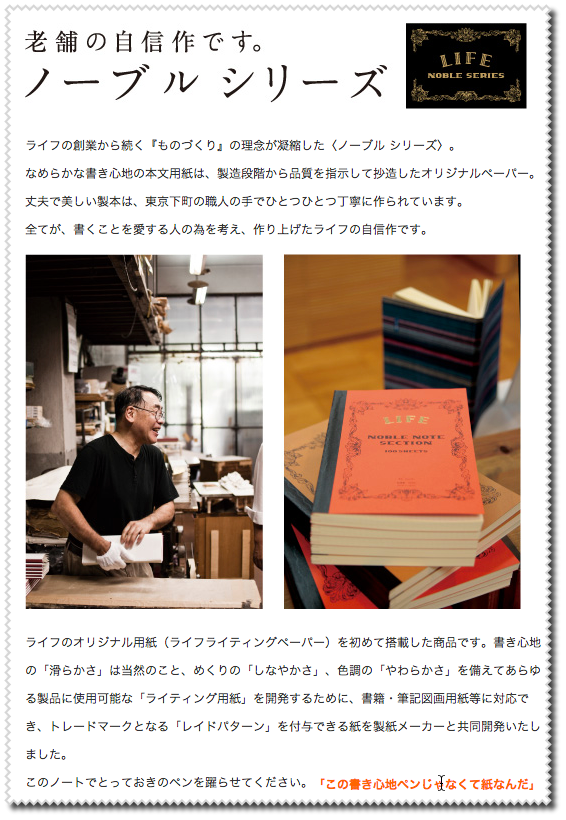 老舗の自信作です。
ノーブル シリーズ
LIFE
NOBLE SERIES
ライフの創業から続く『ものづくり』の理念が凝縮した〈ノーブル シリーズ〉。
なめらかな書き心地の本文用紙は、製造段階から品質を指示して抄造したオリジナルペーパー。
丈夫で美しい製本は、東京下町の職人の手でひとつひとつ丁寧に作られています。
全てが、書くことを愛する人の為を考え、作り上げたライフの自信作です。
LIFE
NOBLE NOTE
SECTION
100 SHEETS
ライフのオリジナル用紙（ライフライティングペーパー）を初めて搭載した商品です。書き心地
の「滑らかさ」は当然のこと、めくりの「しなやかさ」、色調の「やわらかさ」を備えてあらゆ
る製品に使用可能な「ライティング用紙」を開発するために、書籍・筆記図画用紙等に対応で
き、トレードマークとなる「レイドパターン」を付与できる紙を製紙メーカーと共同開発いたし
ました。
このノートでとっておきのペンを躍らせてください。「この書き心地ペンじゃなくて紙なんだ」